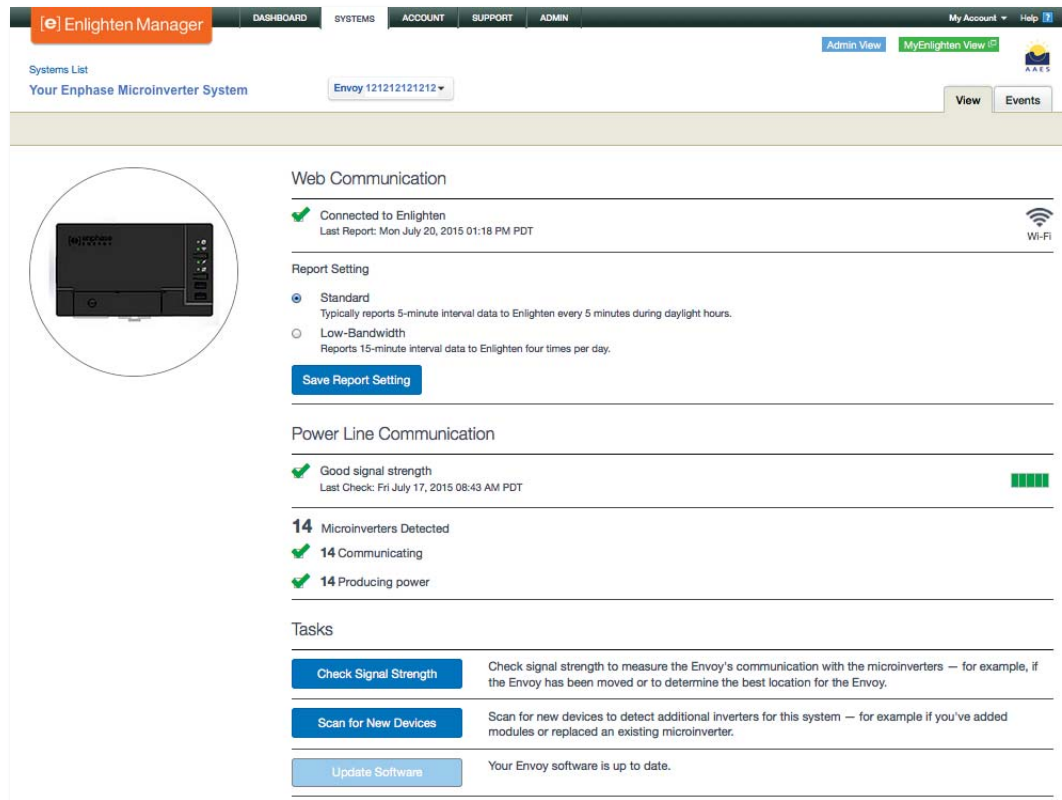 [e] Enlighten Manager
DASHBOARD SYSTEMS ACCOUNT SUPPORT ADMIN
My Account Help ?
Admin View MyEnlighten View
AAES
Systems List
Your Enphase Microinverter System
Envoy 121212121212
View Events
Web Communication
Connected to Enlighten
Last Report: Mon July 20, 2015 01:18 PM PDT
Wi-Fi
[e] enphase
Report Setting
Standard
Typically reports 5-minute interval data to Enlighten every 5 minutes during daylight hours.
Low-Bandwidth
Reports 15-minute interval data to Enlighten four times per day.
Save Report Setting
Power Line Communication
Good signal strength
Last Check: Fri July 17, 2015 08:43 AM PDT
14 Microinverters Detected
14 Communicating
14 Producing power
Tasks
Check Signal Strength
Check signal strength to measure the Envoy's communication with the microinverters — for example, if
the Envoy has been moved or to determine the best location for the Envoy.
Scan for New Devices
Scan for new devices to detect additional inverters for this system — for example if you've added
modules or replaced an existing microinverter.
Update Software
Your Envoy software is up to date.